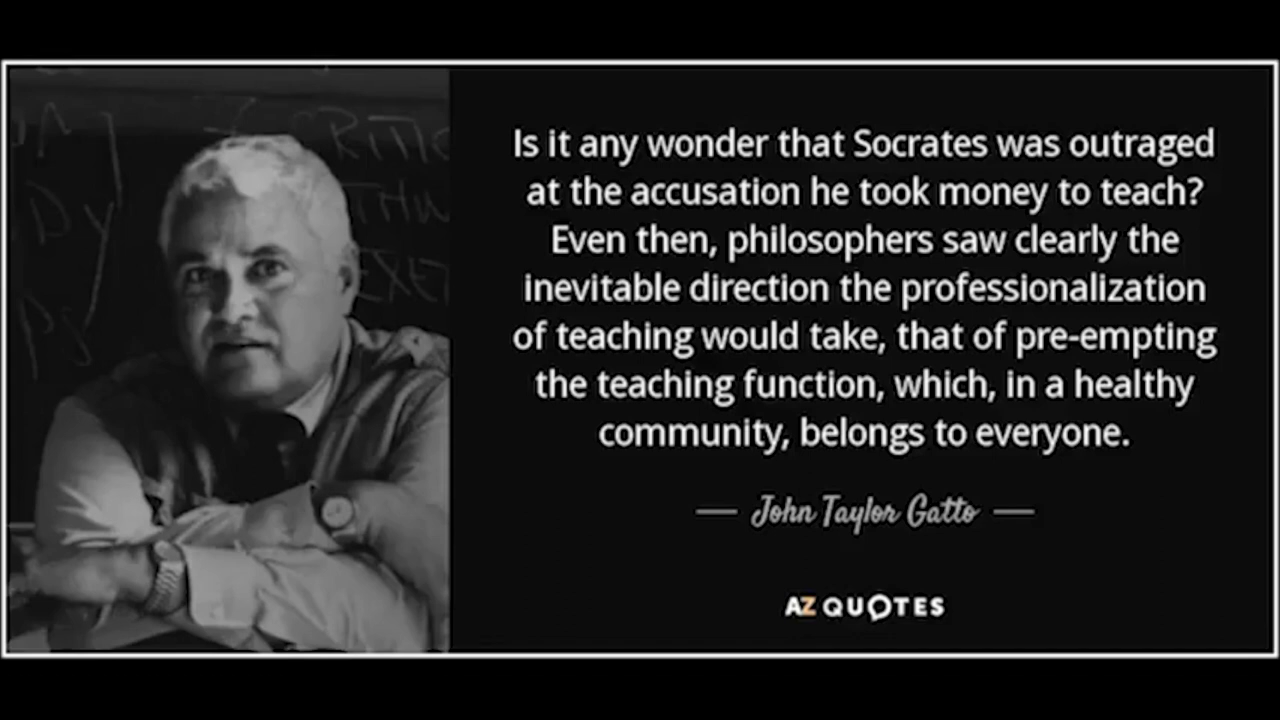 Is it any wonder that Socrates was outraged
at the accusation he took money to teach?
Even then, philosophers saw clearly the
inevitable direction the professionalization
of teaching would take, that of pre-empting
the teaching function, which, in a healthy
community, belongs to everyone.
John Taylor Gatto
AZ QUOTES